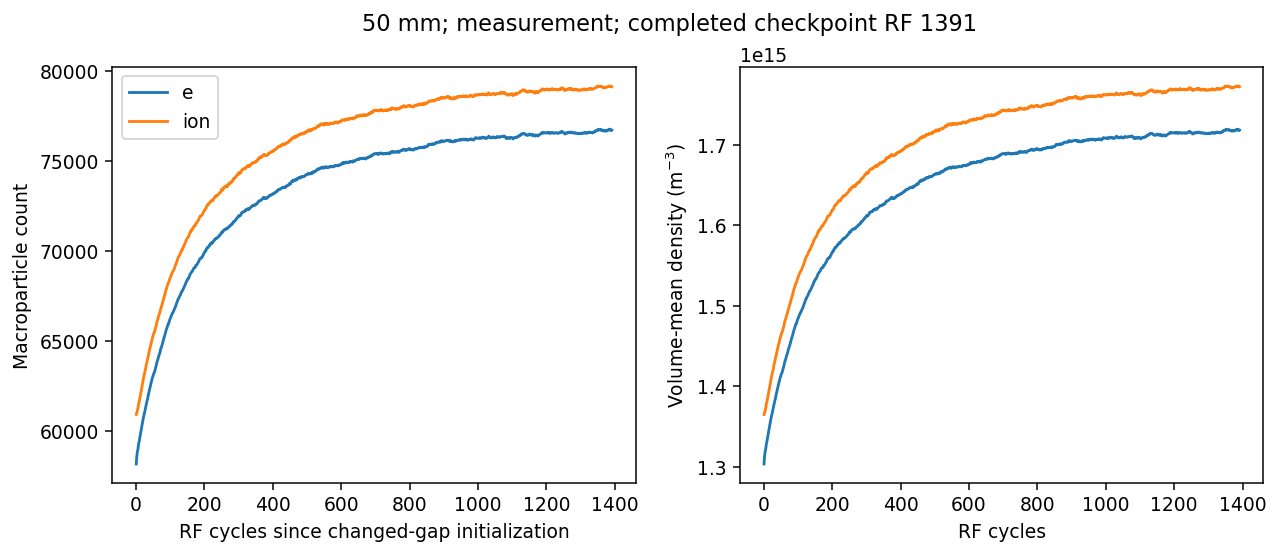 50 mm; measurement; completed checkpoint RF 1391
e
ion
Macroparticle count
80000
75000
70000
65000
60000
0 200 400 600 800 1000 1200 1400
RF cycles since changed-gap initialization
1e15
Volume-mean density (m⁻³)
1.7
1.6
1.5
1.4
1.3
0 200 400 600 800 1000 1200 1400
RF cycles